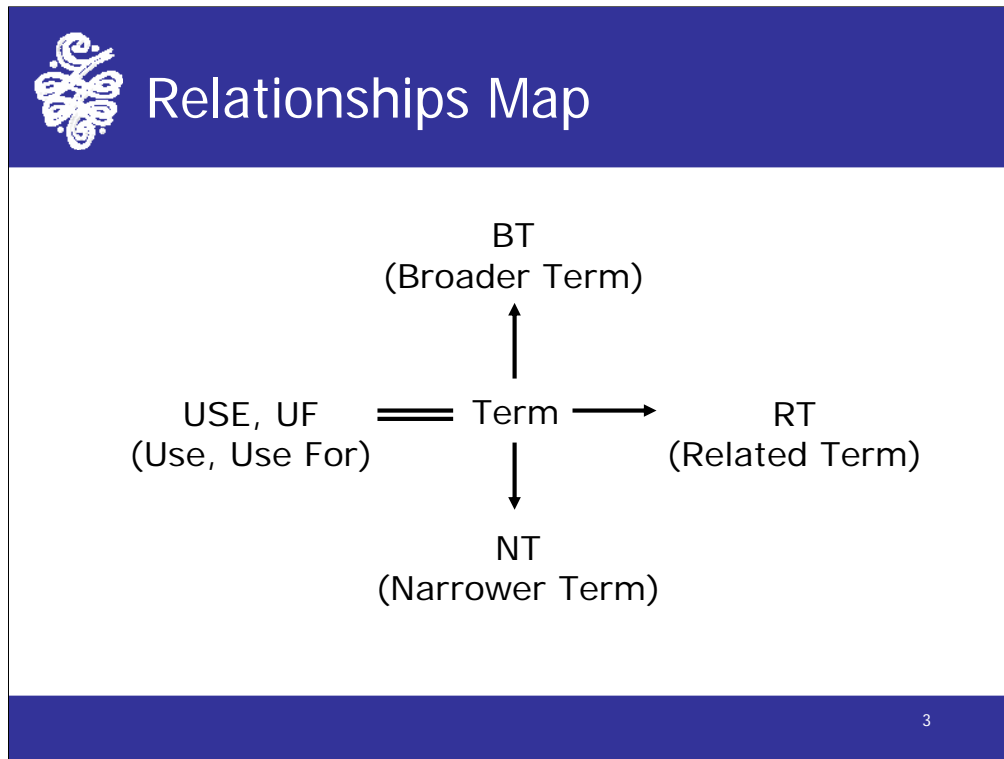 Relationships Map
BT
(Broader Term)
USE, UF
(Use, Use For)
Term
RT
(Related Term)
NT
(Narrower Term)
3